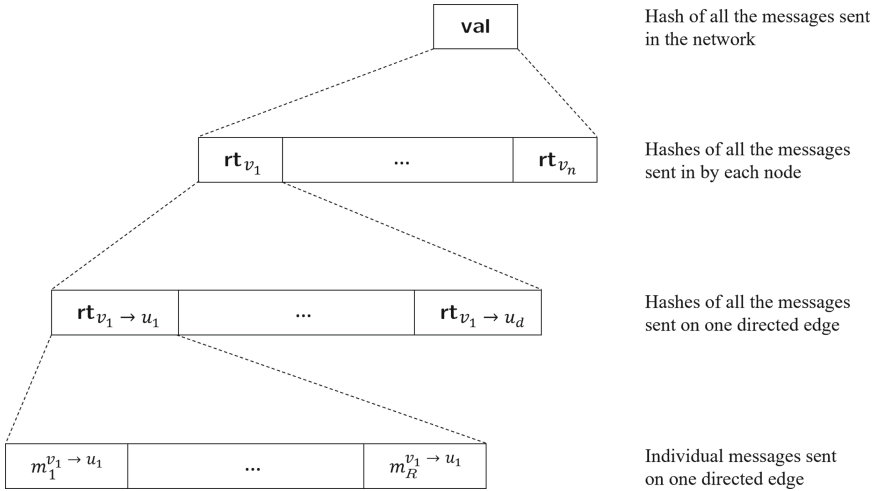 val
Hash of all the messages sent
in the network
rt_{v_1} ... rt_{v_n}
Hashes of all the messages
sent in by each node
rt_{v_1 → u_1} ... rt_{v_1 → u_d}
Hashes of all the messages
sent on one directed edge
m_1^{v_1 → u_1} ... m_R^{v_1 → u_1}
Individual messages sent
on one directed edge